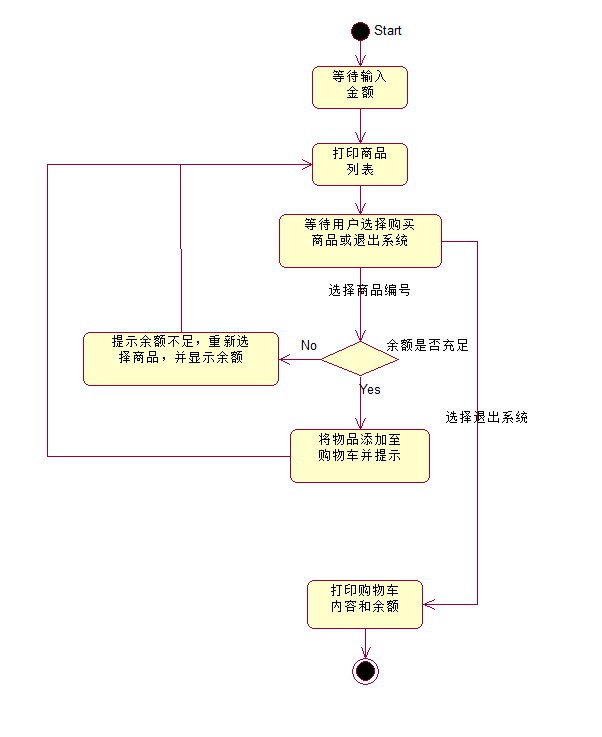 Start
等待输入
金额
打印商品
列表
等待用户选择购买
商品或退出系统
选择商品编号
提示余额不足，重新选
择商品，并显示余额
No
余额是否充足
Yes
选择退出系统
将物品添加至
购物车并提示
打印购物车
内容和余额